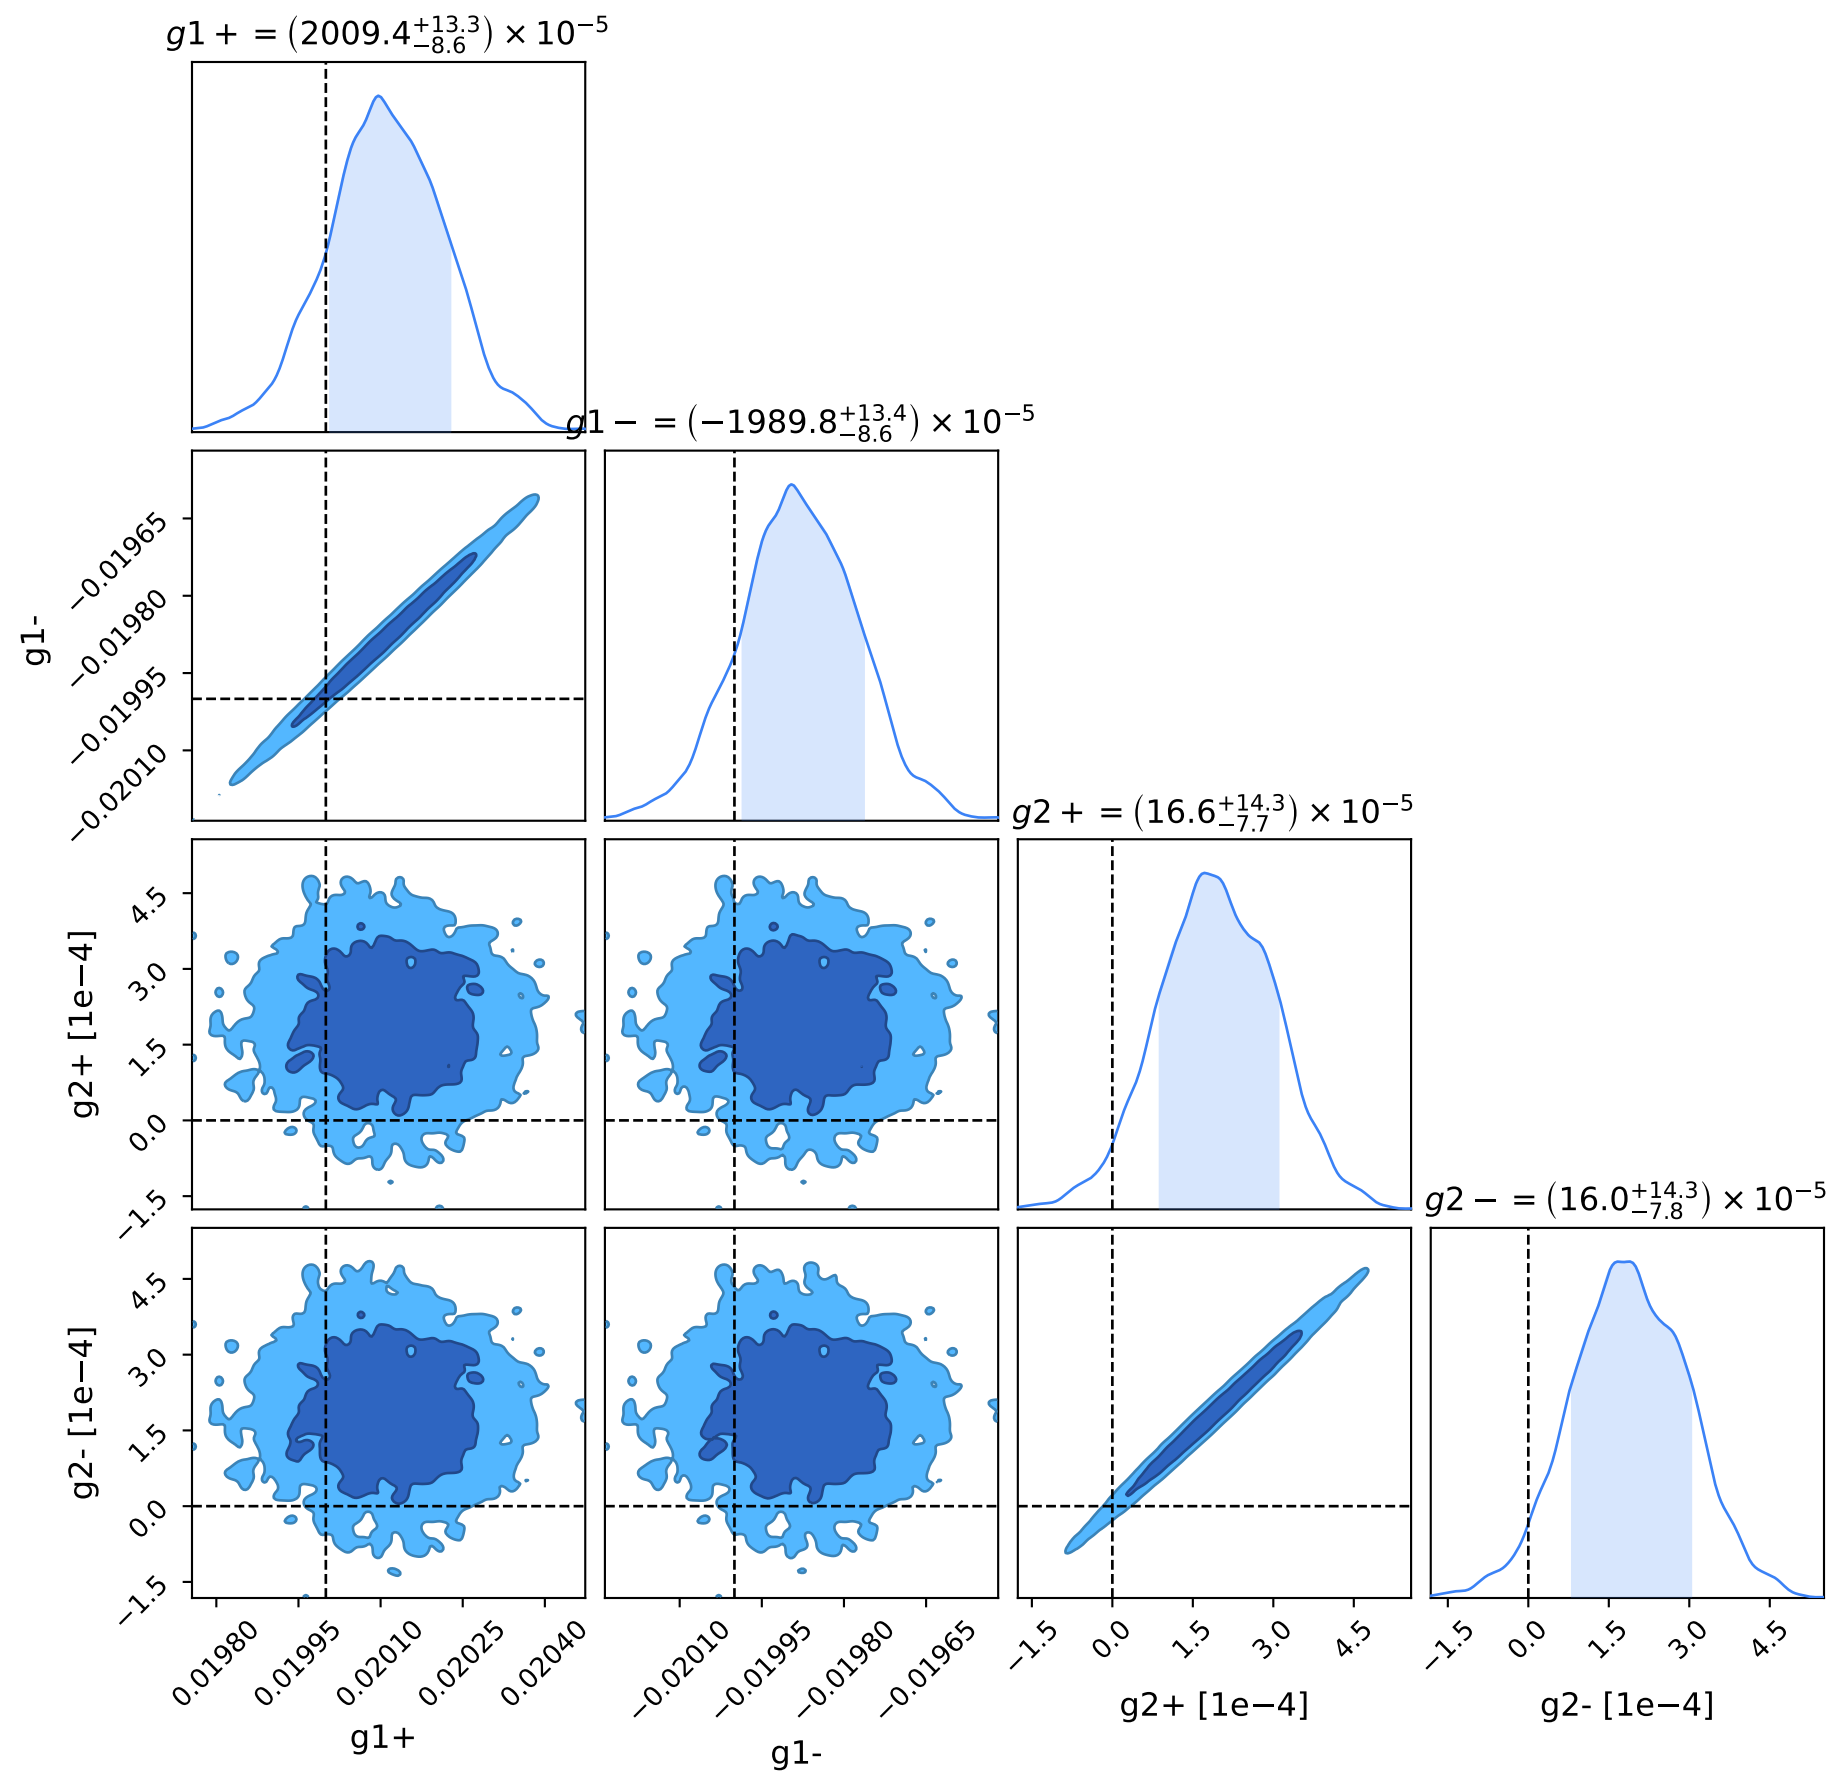 g1+ = (2009.4 +13.3 −8.6) × 10−5
g1− = (−1989.8 +13.4 −8.6) × 10−5
−0.01965
−0.01980
−0.01995
−0.02010
g1-
g2+ = (16.6 +14.3 −7.7) × 10−5
4.5
3.0
1.5
0.0
−1.5
g2+ [1e−4]
g2− = (16.0 +14.3 −7.8) × 10−5
4.5
3.0
1.5
0.0
−1.5
g2- [1e−4]
0.01980 0.01995 0.02010 0.02025 0.02040
−0.02010 −0.01995 −0.01980 −0.01965
−1.5 0.0 1.5 3.0 4.5
−1.5 0.0 1.5 3.0 4.5
g1+
g1-
g2+ [1e−4]
g2- [1e−4]